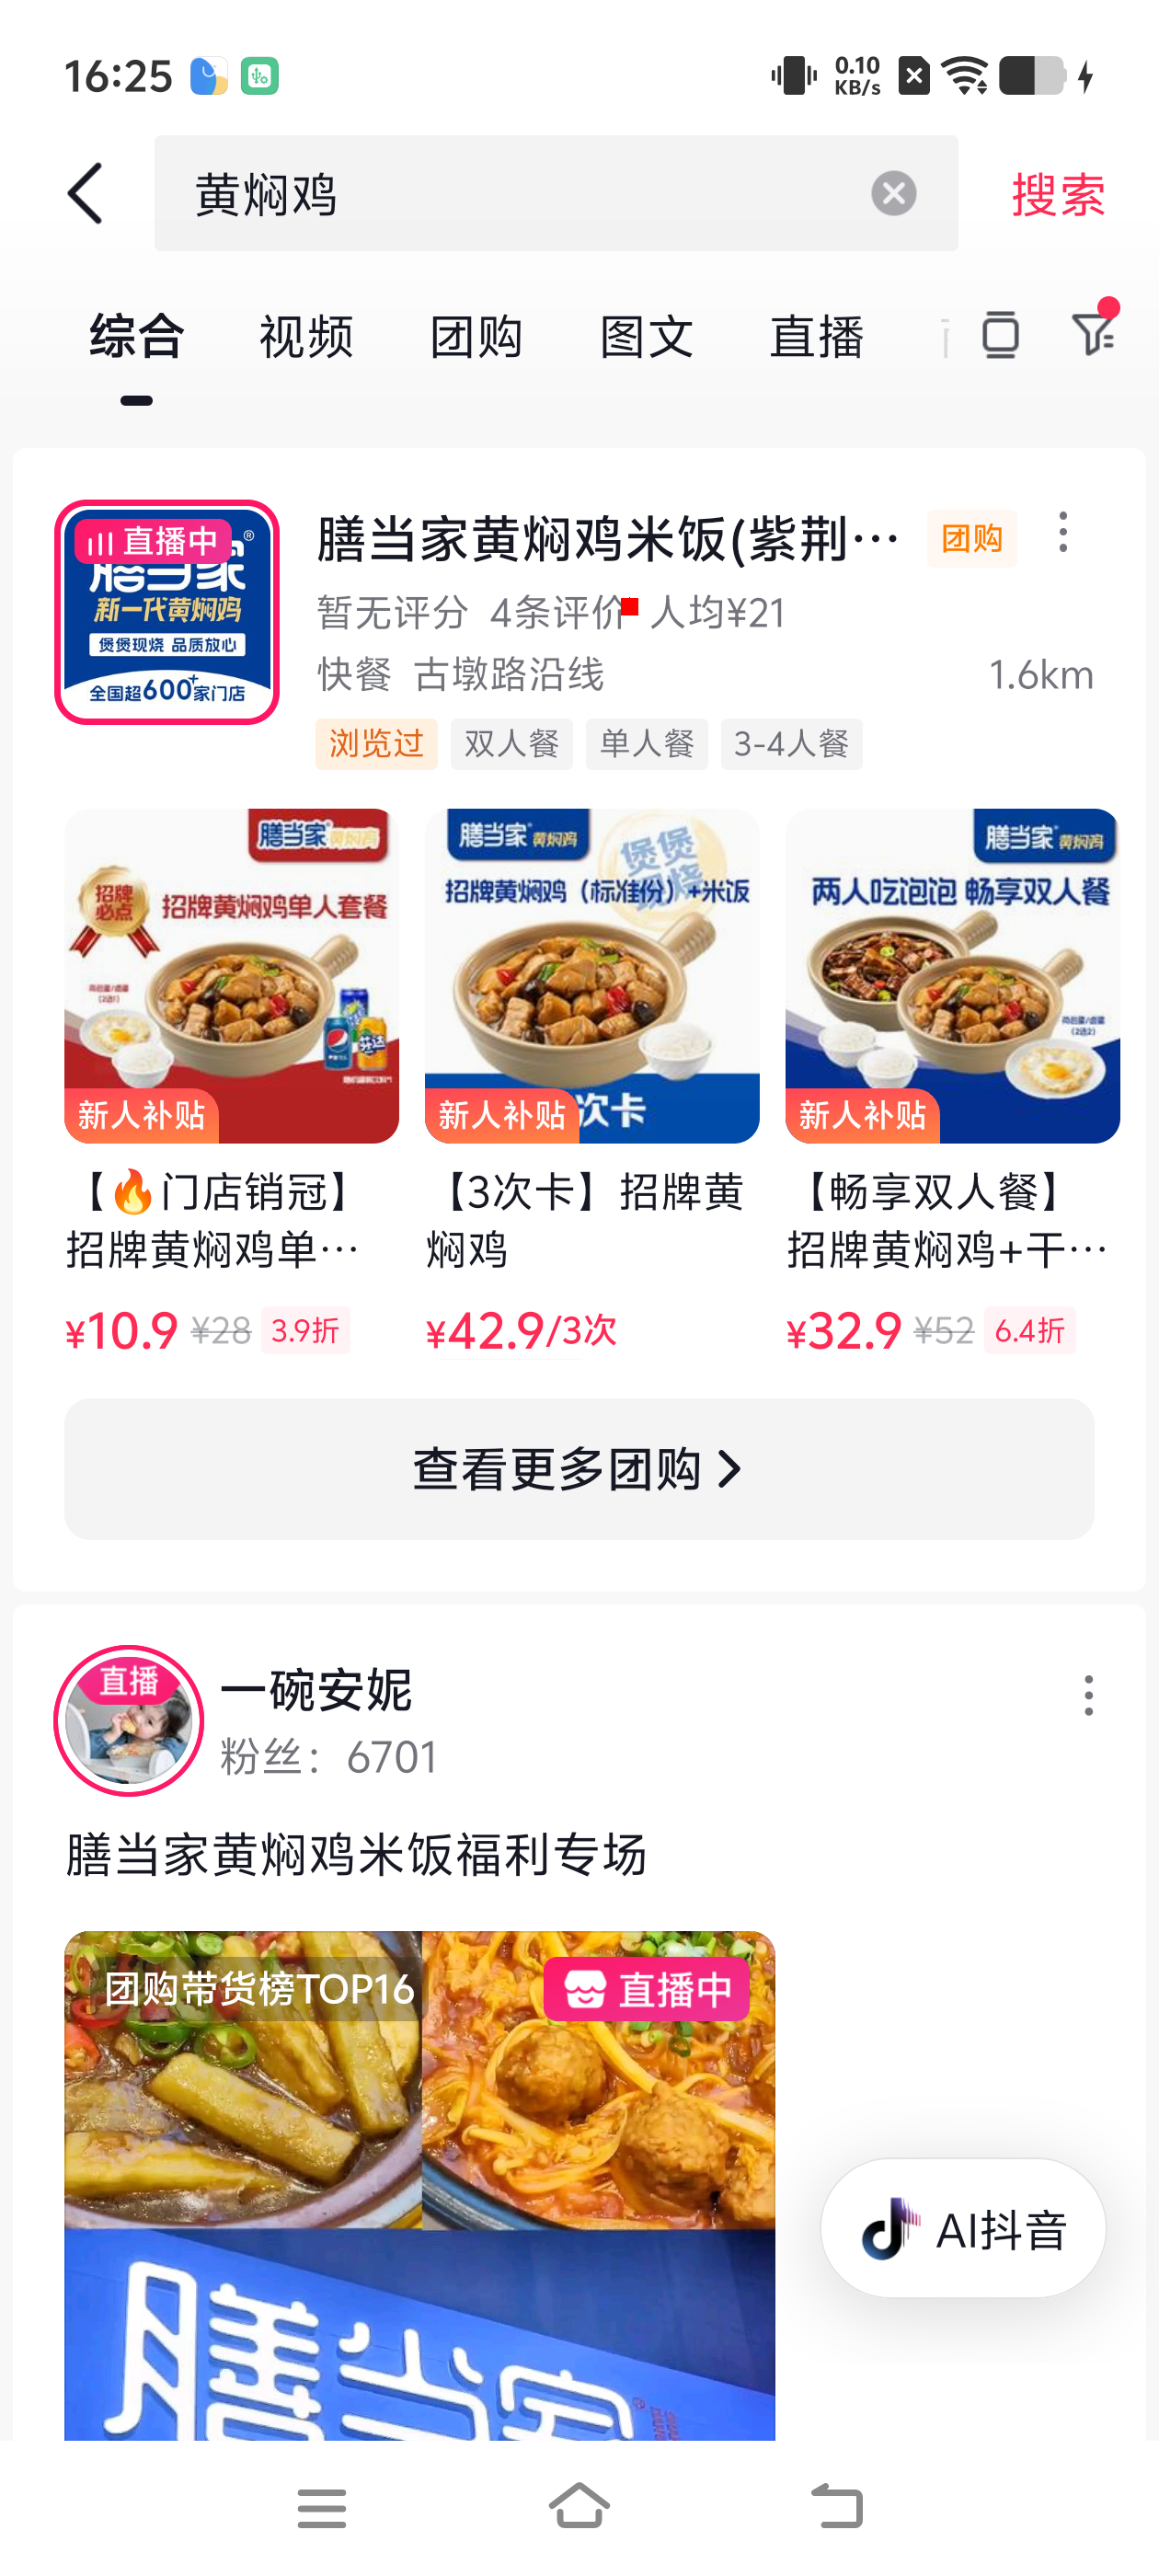 16:25
0.10
KB/s
黄焖鸡
搜索
综合
视频
团购
图文
直播
直播中
膳当家
新一代黄焖鸡
煲煲现烧 品质放心
全国超600+家门店
膳当家黄焖鸡米饭(紫荆…
团购
暂无评分 4条评价 人均¥21
快餐 古墩路沿线
1.6km
浏览过
双人餐
单人餐
3-4人餐
膳当家 黄焖鸡
招牌
必点
招牌黄焖鸡单人套餐
新人补贴
膳当家 黄焖鸡
煲煲
现烧
招牌黄焖鸡（标准份）+米饭
新人补贴
次卡
膳当家 黄焖鸡
两人吃饱饱 畅享双人餐
新人补贴
【🔥门店销冠】
招牌黄焖鸡单…
¥10.9 ¥28 3.9折
【3次卡】招牌黄
焖鸡
¥42.9/3次
【畅享双人餐】
招牌黄焖鸡+干…
¥32.9 ¥52 6.4折
查看更多团购
直播
一碗安妮
粉丝：6701
膳当家黄焖鸡米饭福利专场
团购带货榜TOP16
直播中
膳当家
AI抖音